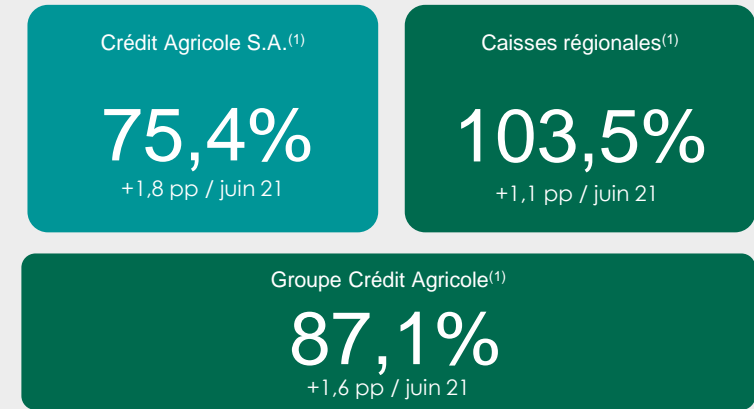 Crédit Agricole S.A.(1)
75,4%
+1,8 pp / juin 21
Caisses régionales(1)
103,5%
+1,1 pp / juin 21
Groupe Crédit Agricole(1)
87,1%
+1,6 pp / juin 21